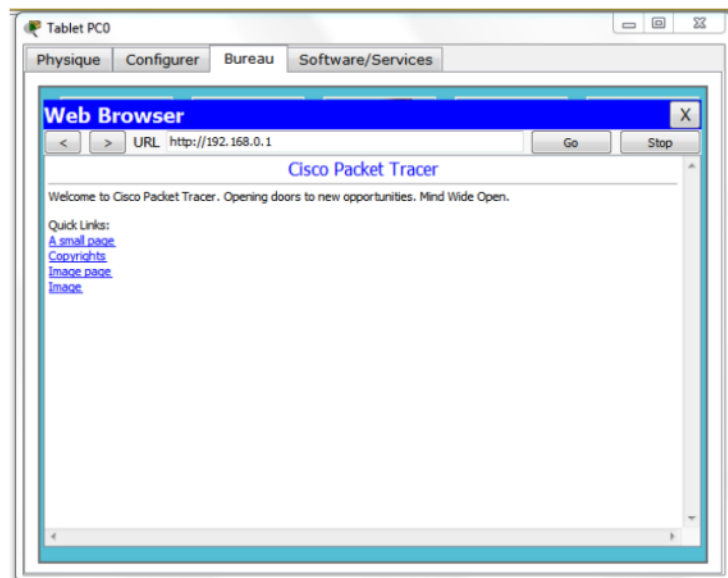 Tablet PC0
Physique Configurer Bureau Software/Services
Web Browser X
< > URL http://192.168.0.1 Go Stop
Cisco Packet Tracer
Welcome to Cisco Packet Tracer. Opening doors to new opportunities. Mind Wide Open.
Quick Links:
A small page
Copyrights
Image page
Image